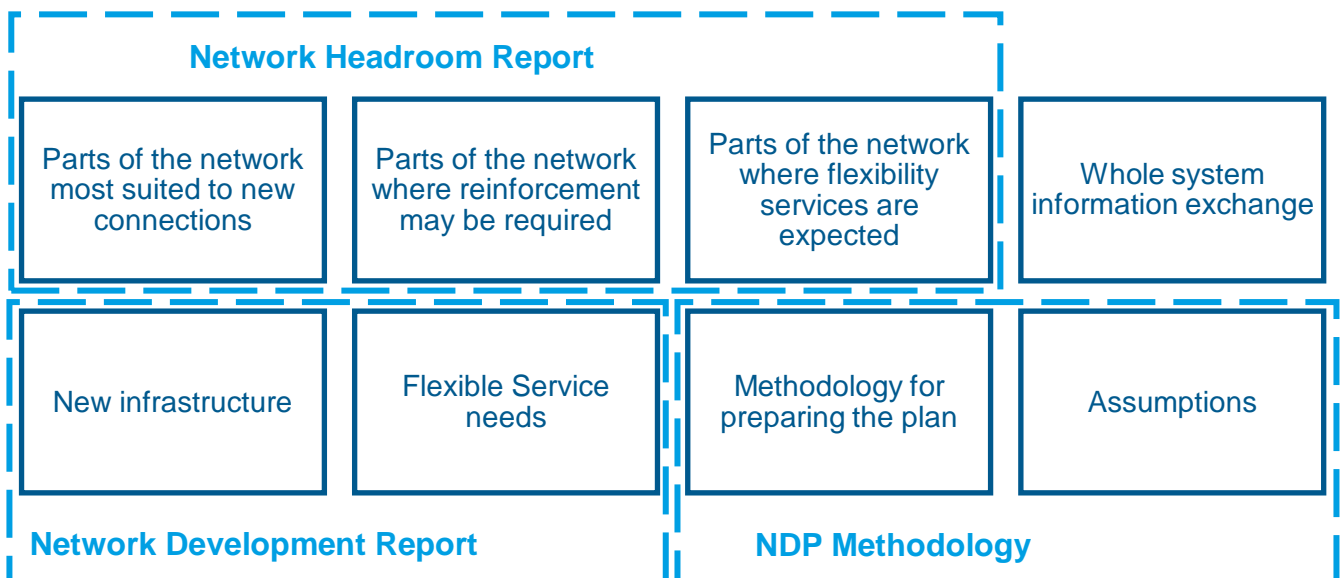 Network Headroom Report
Parts of the network
most suited to new
connections
Parts of the network
where reinforcement
may be required
Parts of the network
where flexibility
services are
expected
Whole system
information exchange
New infrastructure
Flexible Service
needs
Methodology for
preparing the plan
Assumptions
Network Development Report
NDP Methodology